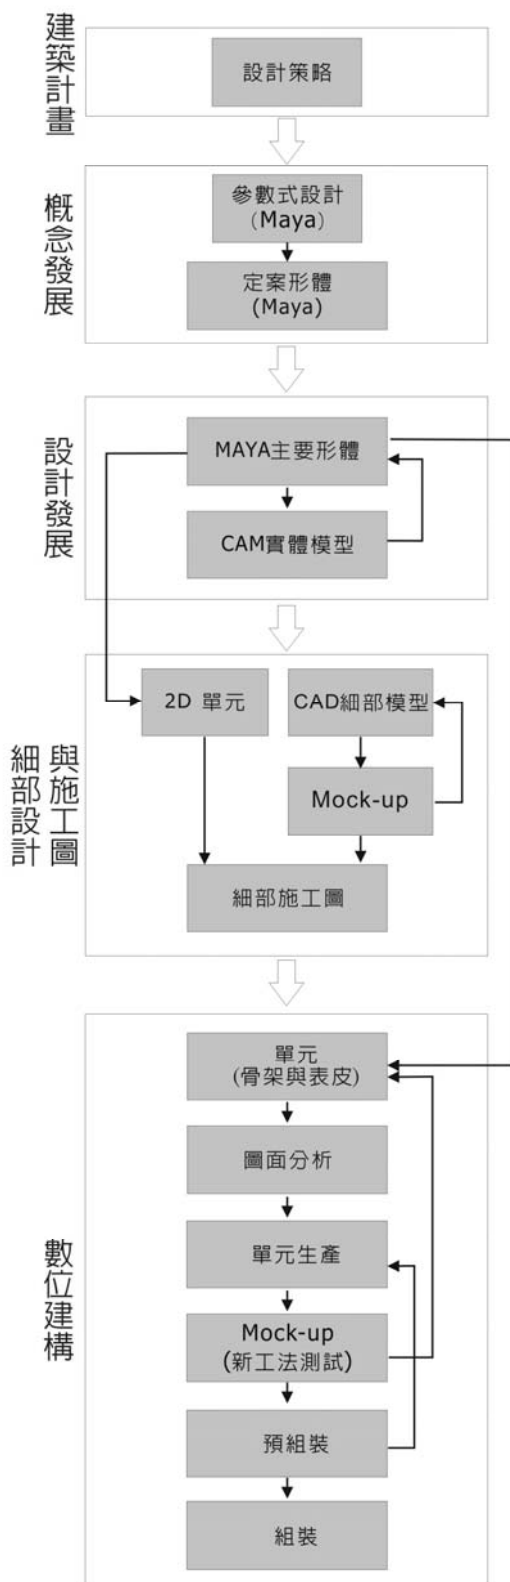 建築計畫
設計策略
概念發展
參數式設計
(Maya)
定案形體
(Maya)
設計發展
MAYA主要形體
CAM實體模型
細部設計
與施工圖
2D 單元
CAD細部模型
Mock-up
細部施工圖
數位建構
單元
(骨架與表皮)
圖面分析
單元生產
Mock-up
(新工法測試)
預組裝
組裝